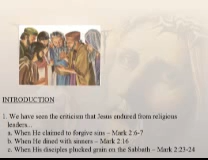 INTRODUCTION
1. We have seen the criticism that Jesus endured from religious
leaders...
a. When He claimed to forgive sins – Mark 2:6-7
b. When He dined with sinners – Mark 2:16
c. When His disciples plucked grain on the Sabbath – Mark 2:23-24